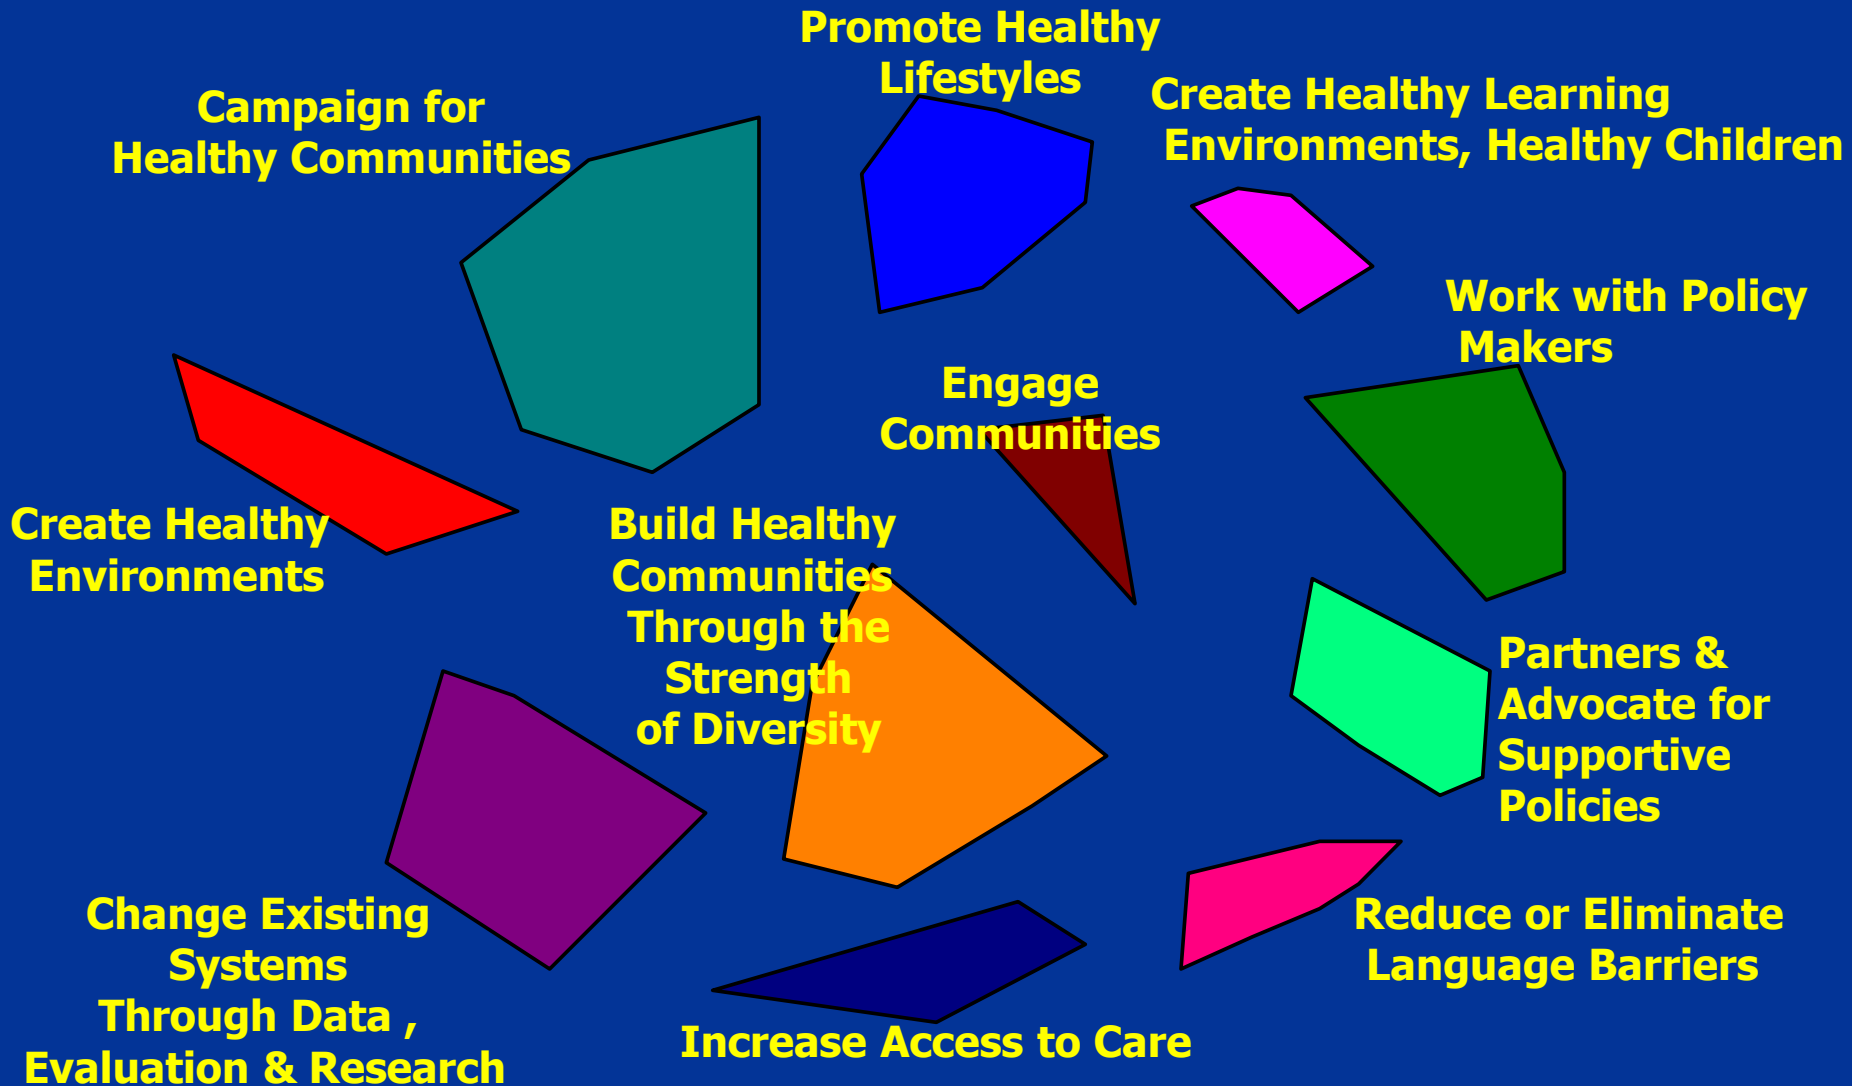 Promote Healthy
Lifestyles
Campaign for
Healthy Communities
Create Healthy Learning
Environments, Healthy Children
Work with Policy
Makers
Engage
Communities
Create Healthy
Environments
Build Healthy
Communities
Through the
Strength
of Diversity
Partners &
Advocate for
Supportive
Policies
Change Existing
Systems
Through Data ,
Evaluation & Research
Reduce or Eliminate
Language Barriers
Increase Access to Care